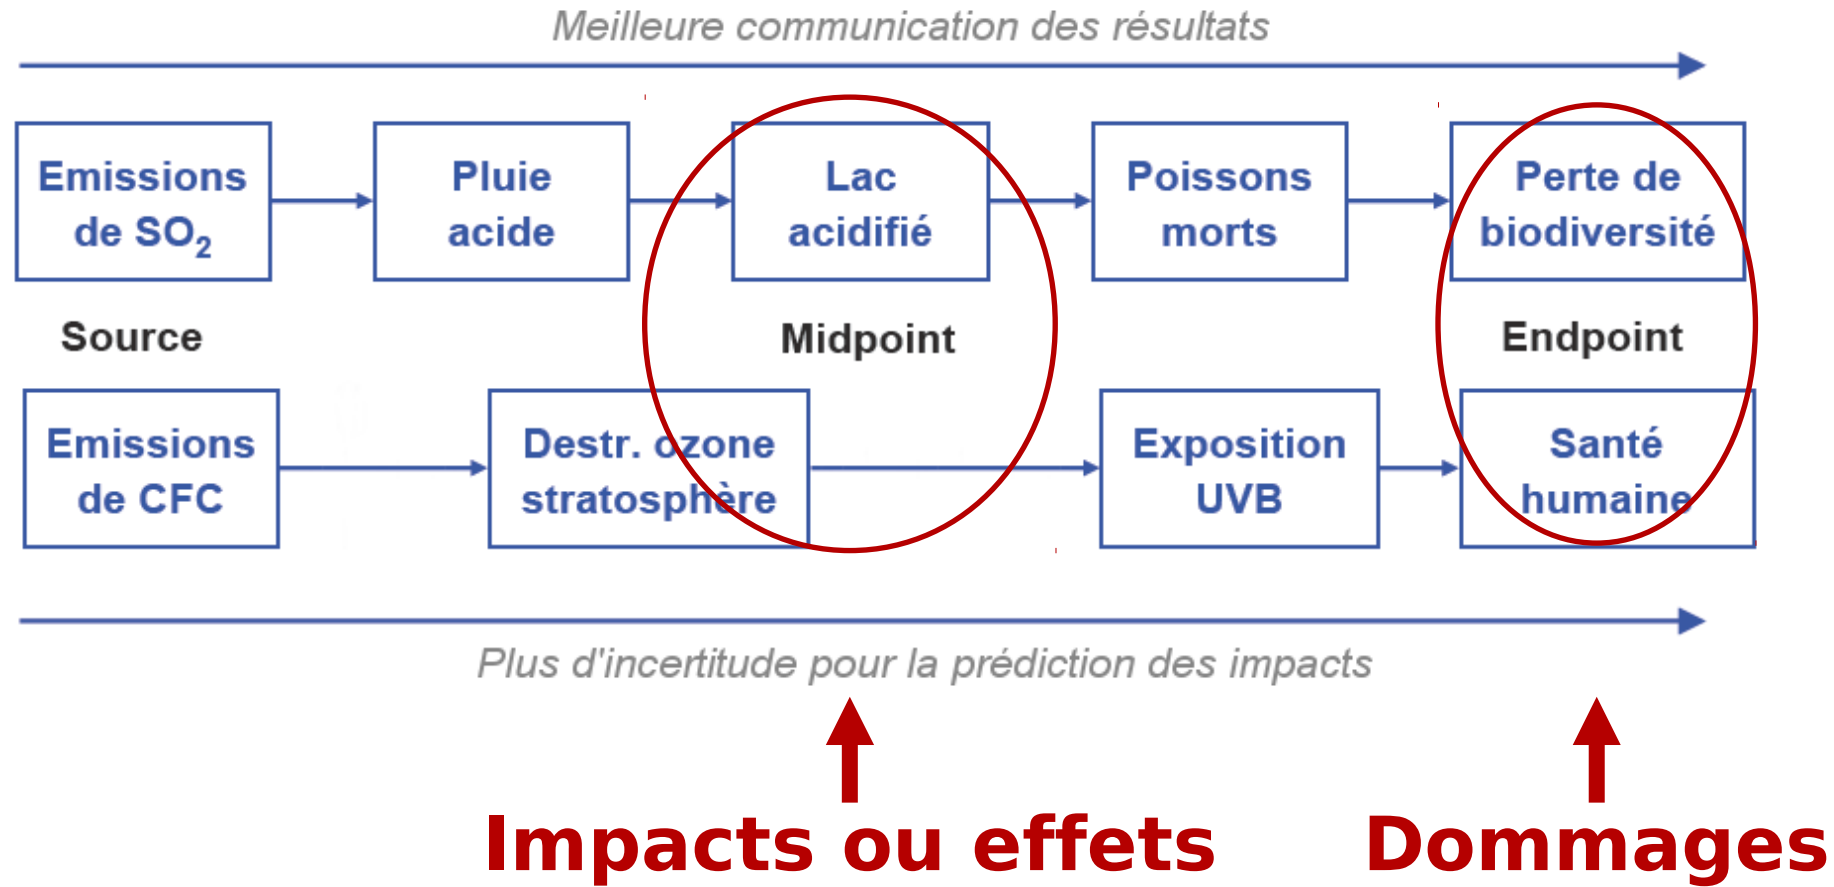 Meilleure communication des résultats
Emissions
de SO₂
Pluie
acide
Lac
acidifié
Poissons
morts
Perte de
biodiversité
Source
Midpoint
Endpoint
Emissions
de CFC
Destr. ozone
stratosphère
Exposition
UVB
Santé
humaine
Plus d'incertitude pour la prédiction des impacts
Impacts ou effets
Dommages